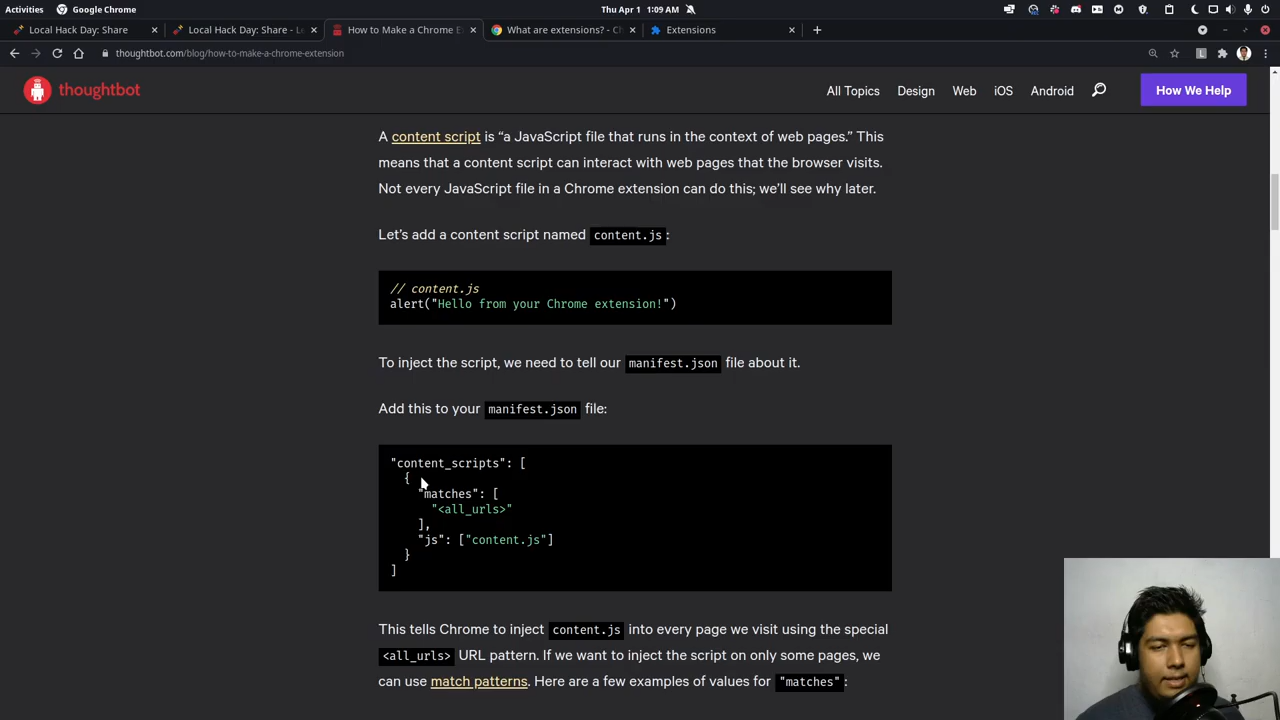 Activities
Google Chrome
Thu Apr 1 1:09 AM
Local Hack Day: Share
Local Hack Day: Share - L
How to Make a Chrome E
What are extensions? - Ch
Extensions
thoughtbot.com/blog/how-to-make-a-chrome-extension
thoughtbot
All Topics
Design
Web
iOS
Android
How We Help
A content script is “a JavaScript file that runs in the context of web pages.” This
means that a content script can interact with web pages that the browser visits.
Not every JavaScript file in a Chrome extension can do this; we’ll see why later.
Let’s add a content script named content.js:
// content.js
alert("Hello from your Chrome extension!")
To inject the script, we need to tell our manifest.json file about it.
Add this to your manifest.json file:
"content_scripts": [
{
"matches": [
"<all_urls>"
],
"js": ["content.js"]
}
]
This tells Chrome to inject content.js into every page we visit using the special
<all_urls> URL pattern. If we want to inject the script on only some pages, we
can use match patterns. Here are a few examples of values for "matches":